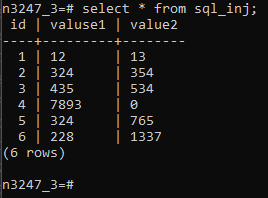 n3247_3=# select * from sql_inj;
 id | valuse1 | value2
----+---------+--------
  1 | 12      | 13
  2 | 324     | 354
  3 | 435     | 534
  4 | 7893    | 0
  5 | 324     | 765
  6 | 228     | 1337
(6 rows)
n3247_3=#